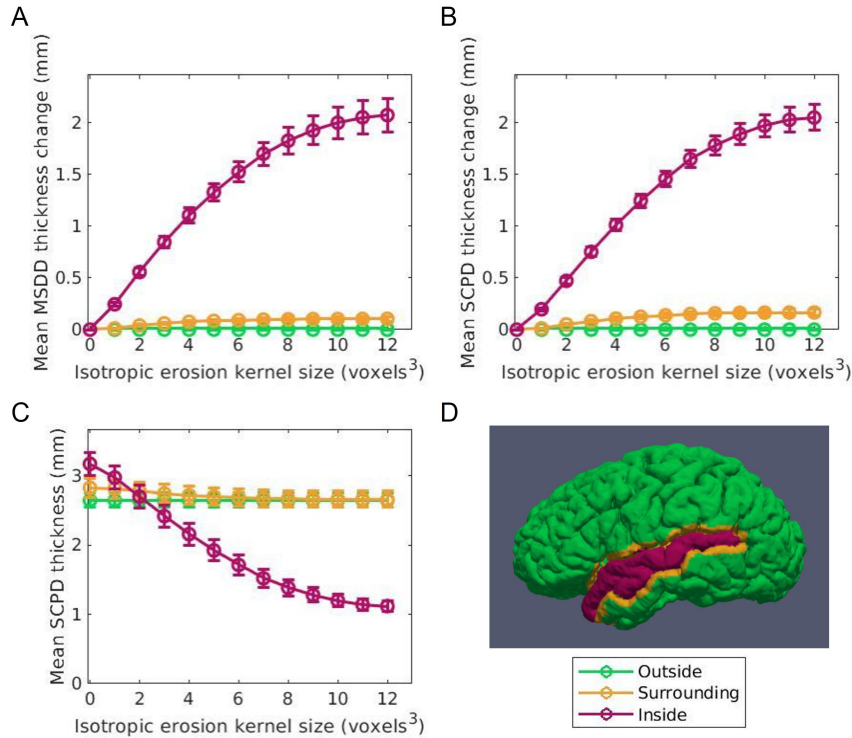 A
Mean MSDD thickness change (mm)
2
1.5
1
0.5
0
0 2 4 6 8 10 12
Isotropic erosion kernel size (voxels³)
B
Mean SCPD thickness change (mm)
2
1.5
1
0.5
0
0 2 4 6 8 10 12
Isotropic erosion kernel size (voxels³)
C
Mean SCPD thickness (mm)
3
2
1
0
0 2 4 6 8 10 12
Isotropic erosion kernel size (voxels³)
D
Outside
Surrounding
Inside